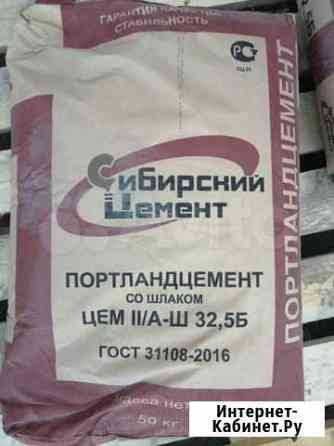 ГАРАНТИЯ КАЧЕСТВА
СТАБИЛЬНОСТЬ
РСТ
СибирСкий
Цемент
ПОРТЛАНДЦЕМЕНТ
СО ШЛАКОМ
ЦЕМ II/А-Ш 32,5Б
ГОСТ 31108-2016
50 кг
ПОРТЛАНДЦЕМЕНТ
Интернет-
Кабинет.Ру